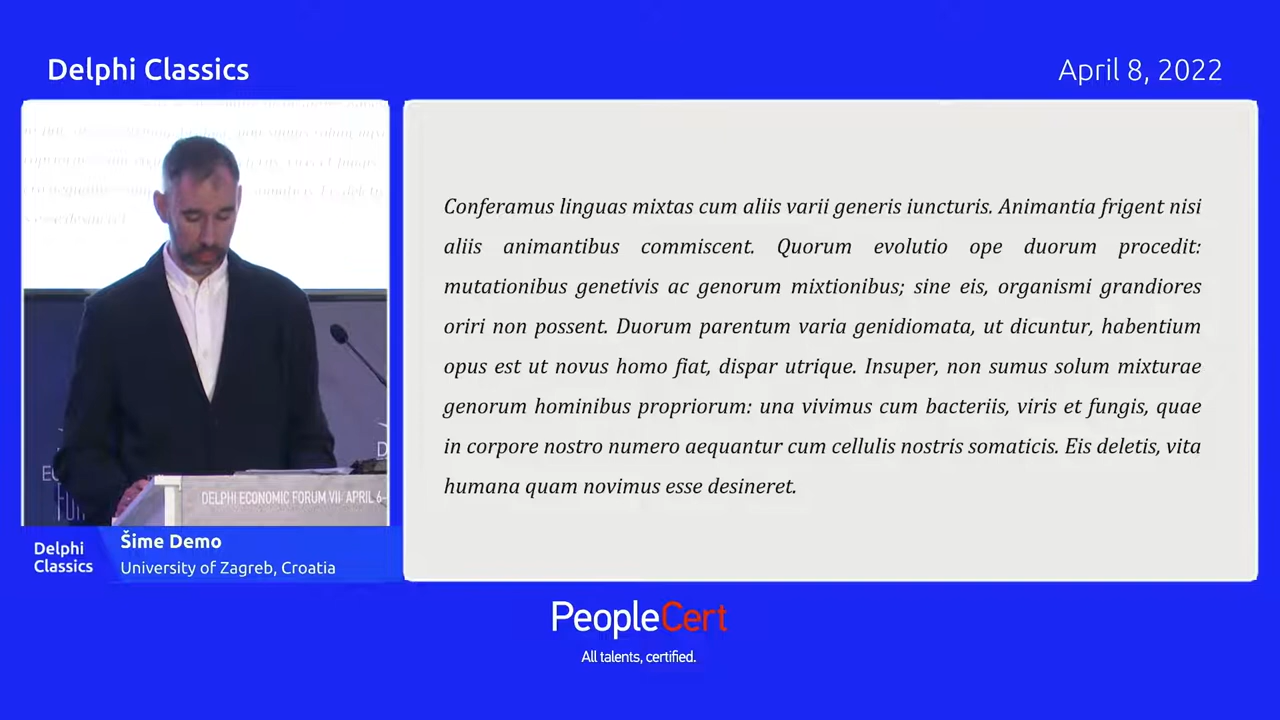 Delphi Classics
April 8, 2022
Conferamus linguas mixtas cum aliis varii generis iuncturis. Animantia frigent nisi
aliis animantibus commiscent. Quorum evolutio ope duorum procedit:
mutationibus genetivis ac genorum mixtionibus; sine eis, organismi grandiores
oriri non possent. Duorum parentum varia genidiomata, ut dicuntur, habentium
opus est ut novus homo fiat, dispar utrique. Insuper, non sumus solum mixturae
genorum hominibus propriorum: una vivimus cum bacteriis, viris et fungis, quae
in corpore nostro numero aequantur cum cellulis nostris somaticis. Eis deletis, vita
humana quam novimus esse desineret.
DELPHI ECONOMIC FORUM VII APRIL 6-
Delphi
Classics
Šime Demo
University of Zagreb, Croatia
PeopleCert
All talents, certified.